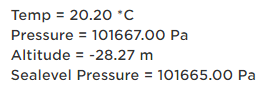 Temp = 20.20 *C
Pressure = 101667.00 Pa
Altitude = -28.27 m
Sealevel Pressure = 101665.00 Pa